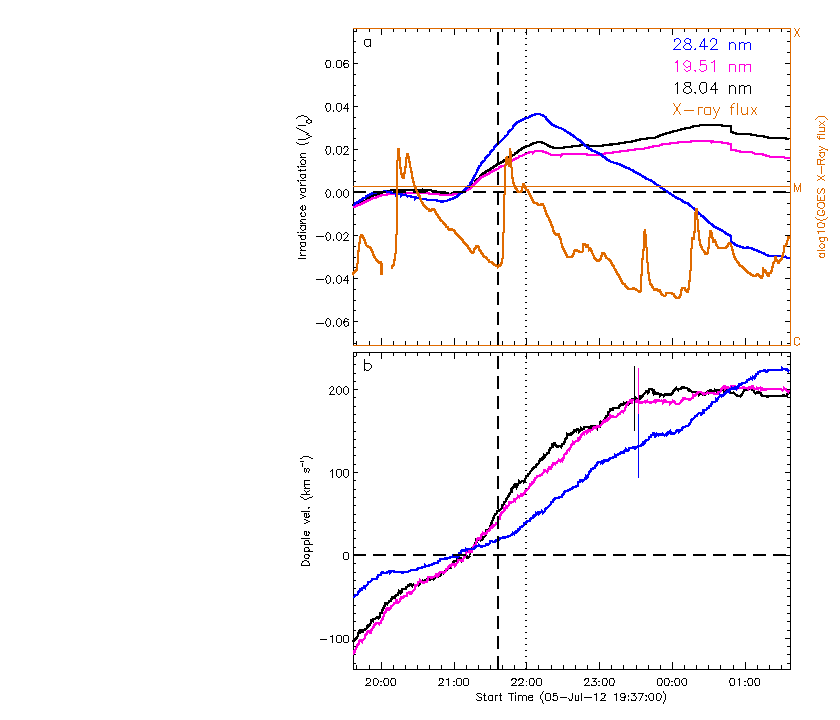 a
28.42 nm
19.51 nm
18.04 nm
X-ray flux
X
M
C
alog10(GOES X-Ray flux)
0.06
0.04
0.02
0.00
-0.02
-0.04
-0.06
Irradiance variation (Iᵥ/I₀)
b
200
100
0
-100
Dopple vel. (km s⁻¹)
20:00 21:00 22:00 23:00 00:00 01:00
Start Time (05-Jul-12 19:37:00)